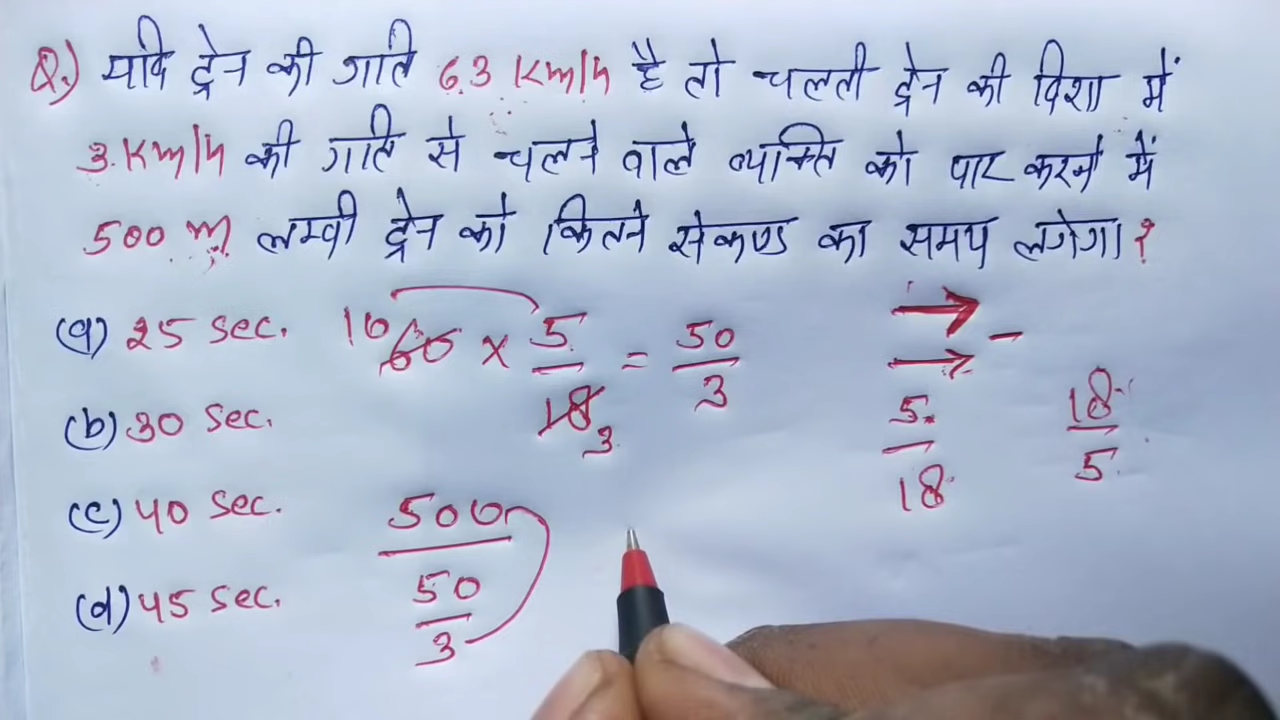 Q.) यदि ट्रेन की गति 63 Km/h है तो चलती ट्रेन की दिशा में
3 Km/h की गति से चलने वाले व्यक्ति को पार करने में
500 m लम्बी ट्रेन को कितने सेकण्ड का समय लगेगा ?
(a) 25 Sec.
(b) 30 Sec.
(c) 40 Sec.
(d) 45 Sec.
10
60 × 5/18 = 50/3
3
500
50/3
→ -
→
5/18
18/5